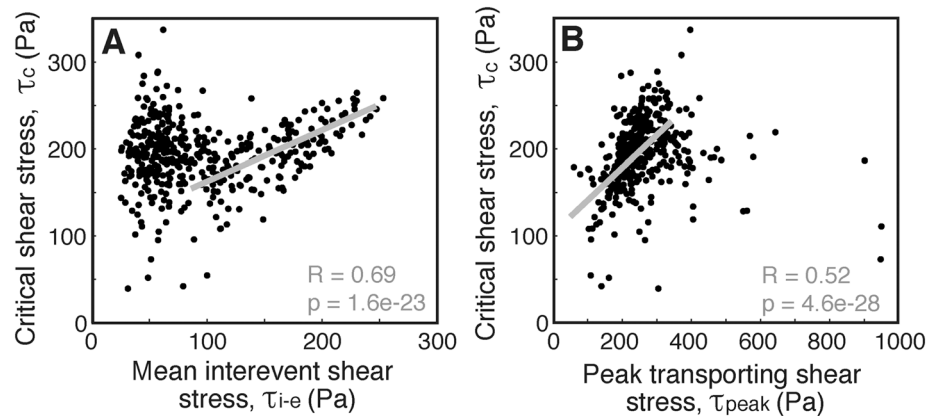 A
Critical shear stress, τc (Pa)
300
200
100
0
0 100 200 300
R = 0.69
p = 1.6e-23
Mean interevent shear
stress, τi-e (Pa)
B
Critical shear stress, τc (Pa)
300
200
100
0
0 200 400 600 800 1000
R = 0.52
p = 4.6e-28
Peak transporting shear
stress, τpeak (Pa)